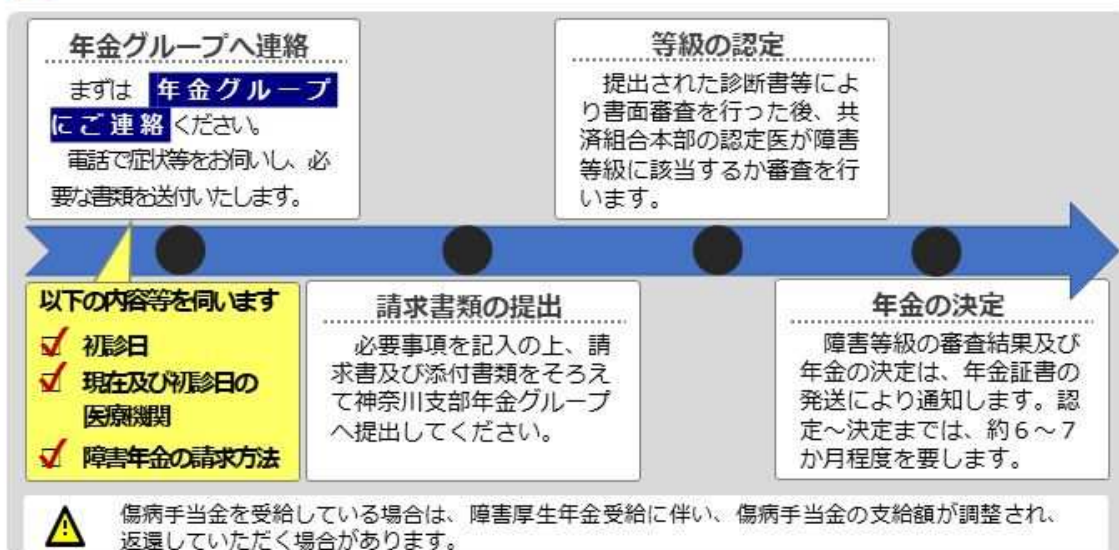 年金グループへ連絡
まずは 年金グループ
にご連絡ください。
電話で症状等をお伺いし、必
要な書類を送付いたします。
等級の認定
提出された診断書等によ
り書面審査を行った後、共
済組合本部の認定医が障害
等級に該当するか審査を行
います。
以下の内容等を伺います
初診日
現在及び初診日の
医療機関
障害年金の請求方法
請求書類の提出
必要事項を記入の上、請
求書及び添付書類をそろえ
て神奈川支部年金グループ
へ提出してください。
年金の決定
障害等級の審査結果及び
年金の決定は、年金証書の
発送により通知します。認
定~決定までは、約6~7
か月程度を要します。
傷病手当金を受給している場合は、障害厚生年金受給に伴い、傷病手当金の支給額が調整され、
返還していただく場合があります。